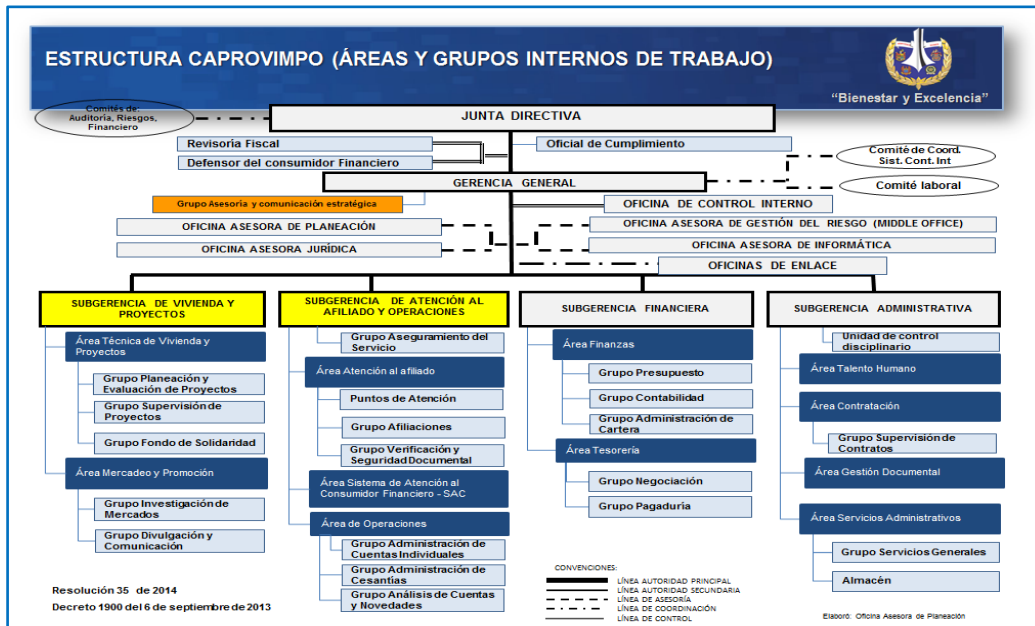 ESTRUCTURA CAPROVIMPO (ÁREAS Y GRUPOS INTERNOS DE TRABAJO)
“Bienestar y Excelencia”
Comités de:
Auditoría, Riesgos,
Financiero
JUNTA DIRECTIVA
Revisoría Fiscal
Defensor del consumidor Financiero
Oficial de Cumplimiento
Comité de Coord.
Sist. Cont. Int
Comité laboral
GERENCIA GENERAL
Grupo Asesoría y comunicación estratégica
OFICINA DE CONTROL INTERNO
OFICINA ASESORA DE PLANEACIÓN
OFICINA ASESORA DE GESTIÓN DEL RIESGO (MIDDLE OFFICE)
OFICINA ASESORA JURÍDICA
OFICINA ASESORA DE INFORMÁTICA
OFICINAS DE ENLACE
SUBGERENCIA DE VIVIENDA Y
PROYECTOS
Área Técnica de Vivienda y
Proyectos
Grupo Planeación y
Evaluación de Proyectos
Grupo Supervisión de
Proyectos
Grupo Fondo de Solidaridad
Área Mercadeo y Promoción
Grupo Investigación de
Mercados
Grupo Divulgación y
Comunicación
SUBGERENCIA DE ATENCIÓN AL
AFILIADO Y OPERACIONES
Grupo Aseguramiento del
Servicio
Área Atención al afiliado
Puntos de Atención
Grupo Afiliaciones
Grupo Verificación y
Seguridad Documental
Área Sistema de Atención al
Consumidor Financiero - SAC
Área de Operaciones
Grupo Administración de
Cuentas Individuales
Grupo Administración de
Cesantías
Grupo Análisis de Cuentas
y Novedades
SUBGERENCIA FINANCIERA
Área Finanzas
Grupo Presupuesto
Grupo Contabilidad
Grupo Administración de
Cartera
Área Tesorería
Grupo Negociación
Grupo Pagaduría
SUBGERENCIA ADMINISTRATIVA
Unidad de control
disciplinario
Área Talento Humano
Área Contratación
Grupo Supervisión de
Contratos
Área Gestión Documental
Área Servicios Administrativos
Grupo Servicios Generales
Almacén
Resolución 35 de 2014
Decreto 1900 del 6 de septiembre de 2013
CONVENCIONES:
LÍNEA AUTORIDAD PRINCIPAL
LÍNEA AUTORIDAD SECUNDARIA
LÍNEA DE ASESORÍA
LÍNEA DE COORDINACIÓN
LÍNEA DE CONTROL
Elaboró: Oficina Asesora de Planeación